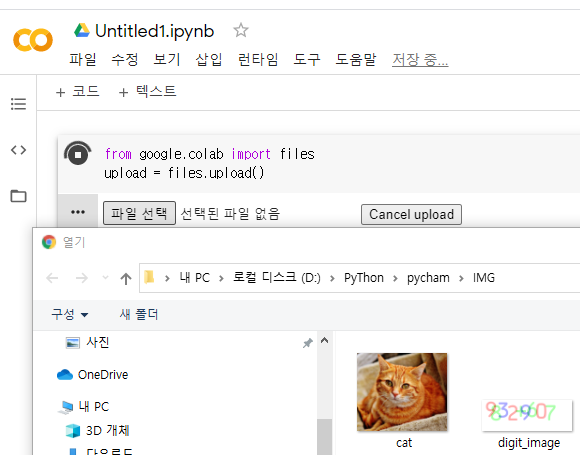 Untitled1.ipynb
파일 수정 보기 삽입 런타임 도구 도움말 저장 중...
+ 코드 + 텍스트
from google.colab import files
upload = files.upload()
파일 선택 선택된 파일 없음 Cancel upload
열기
내 PC > 로컬 디스크 (D:) > PyThon > pycham > IMG
구성 새 폴더
사진
OneDrive
내 PC
3D 개체
다운로드
cat digit_image